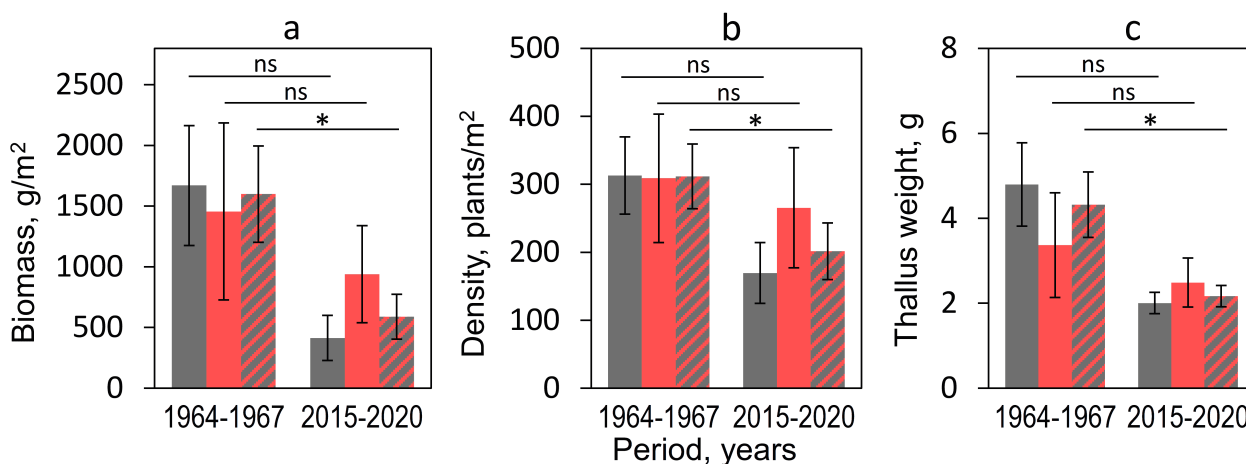 a
Biomass, g/m²
2500
2000
1500
1000
500
0
ns
ns
*
1964-1967 2015-2020
b
Density, plants/m²
500
400
300
200
100
0
ns
ns
*
1964-1967 2015-2020
c
Thallus weight, g
8
6
4
2
0
ns
ns
*
1964-1967 2015-2020
Period, years